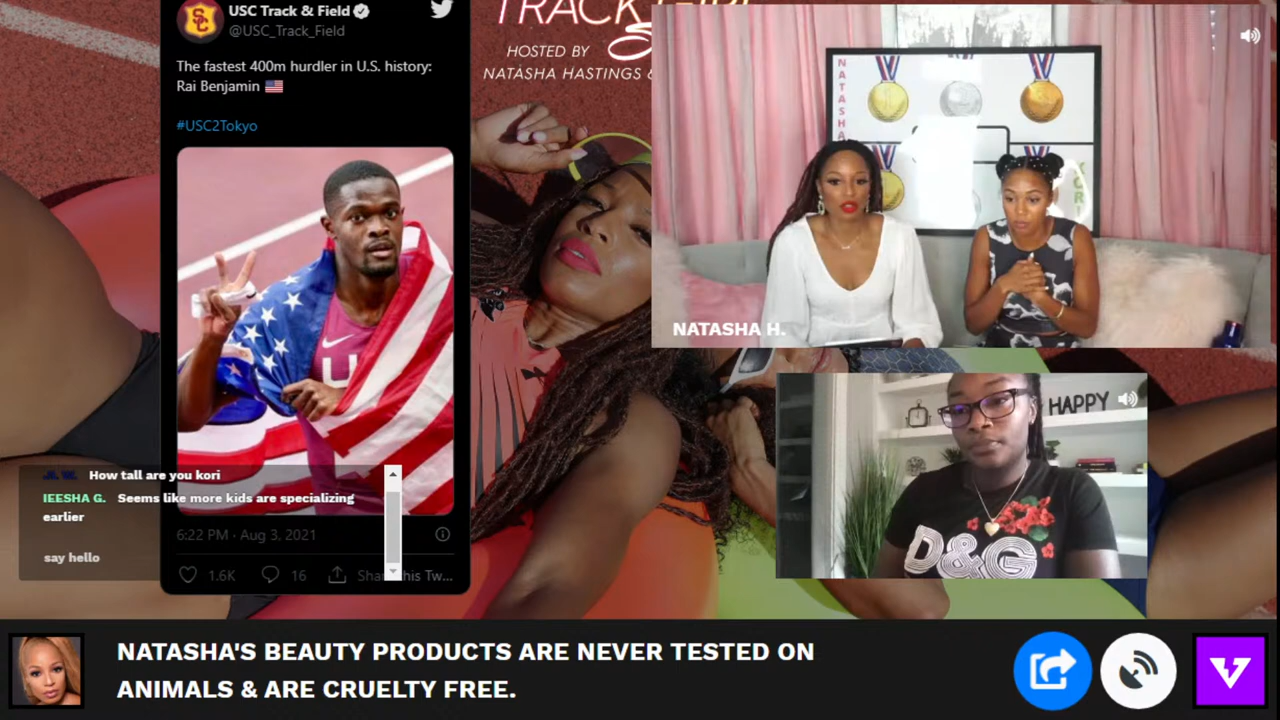 USC Track & Field
@USC_Track_Field
The fastest 400m hurdler in U.S. history:
Rai Benjamin
#USC2Tokyo
6:22 PM · Aug 3, 2021
1.6K
16
HOSTED BY
NATASHA HASTINGS &
NATASHA
NATASHA H.
HAPPY
D&G
How tall are you kori
IEESHA G. Seems like more kids are specializing
earlier
say hello
NATASHA'S BEAUTY PRODUCTS ARE NEVER TESTED ON
ANIMALS & ARE CRUELTY FREE.